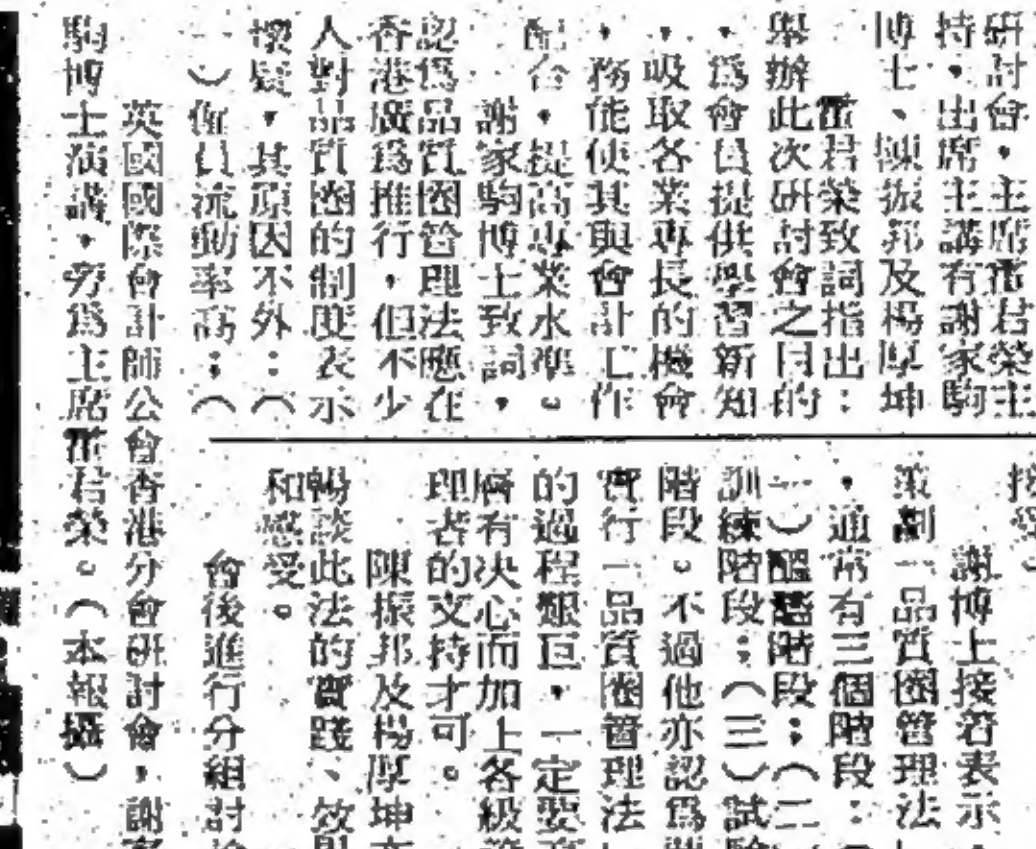 研討會，主席霍君榮主
持，出席主講有謝家駒
博士、陳振邦及楊厚坤
霍君榮致詞指出：
舉辦此次研討會之目的
，爲會員提供學習新知
，吸取各業專長的機會
，務能使其與會計工作
配合，提高專業水準。
謝家駒博士致詞，
認爲品質圈管理法應在
香港廣爲推行，但不少
人對品質圈的制度表示
懷疑，其原因不外：（
一）僱員流動率高；（
謝博士接著表示
策劃一品質圈管理法
，通常有三個階段：
（一）醞釀階段；（二
訓練階段；（三）試驗
階段。不過他亦認爲
實行一品質圈管理法
的過程艱巨，一定要
有決心而加上各級
理者的支持才可。
陳振邦及楊厚坤亦
暢談此法的實踐、效
和感受。
會後進行分組討
英國國際會計師公會香港分會研討會，謝家
駒博士演講，旁爲主席霍君榮。（本報攝）